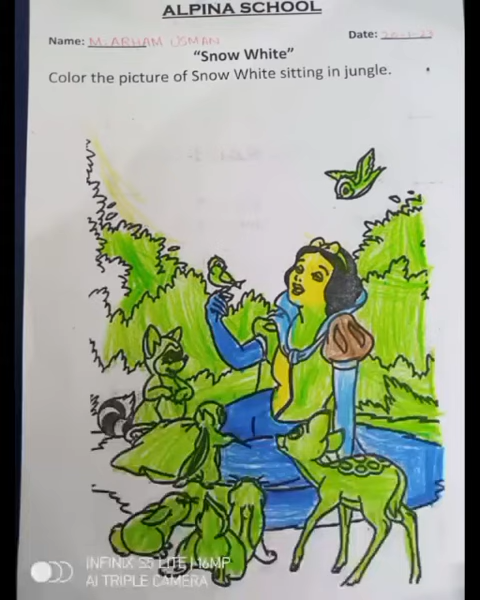 ALPINA SCHOOL
Name: M. ARHAM USMAN
Date:
“Snow White”
Color the picture of Snow White sitting in jungle.
INFINIX S5 LITE | 16MP
AI TRIPLE CAMERA